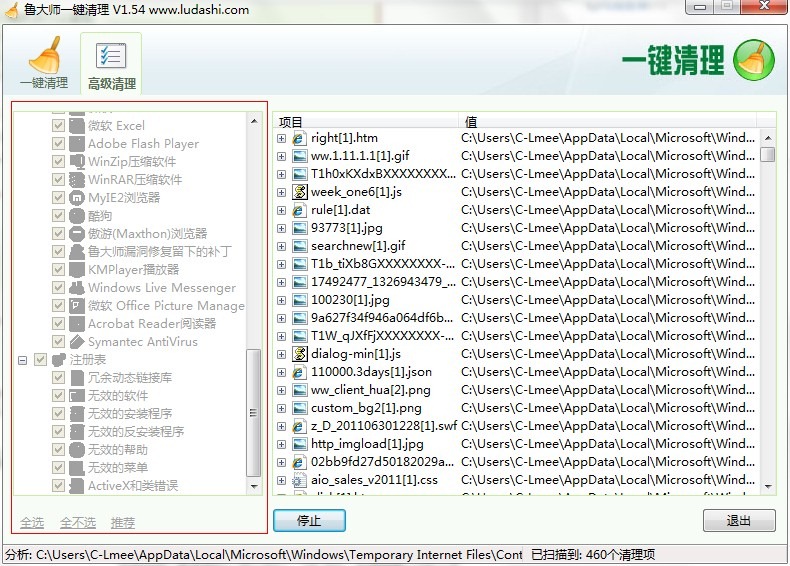 鲁大师一键清理 V1.54 www.ludashi.com
一键清理
高级清理
一键清理
微软 Excel
Adobe Flash Player
WinZip压缩软件
WinRAR压缩软件
MyIE2浏览器
酷狗
傲游(Maxthon)浏览器
鲁大师漏洞修复留下的补丁
KMPlayer播放器
Windows Live Messenger
微软 Office Picture Manage
Acrobat Reader阅读器
Symantec AntiVirus
注册表
冗余动态链接库
无效的软件
无效的安装程序
无效的反安装程序
无效的帮助
无效的菜单
ActiveX和类错误
全选 全不选 推荐
项目 值
right[1].htm C:\Users\C-Lmee\AppData\Local\Microsoft\Wind...
ww.1.11.1.1[1].gif C:\Users\C-Lmee\AppData\Local\Microsoft\Wind...
T1h0xKXdxBXXXXXXXX... C:\Users\C-Lmee\AppData\Local\Microsoft\Wind...
week_one6[1].js C:\Users\C-Lmee\AppData\Local\Microsoft\Wind...
rule[1].dat C:\Users\C-Lmee\AppData\Local\Microsoft\Wind...
93773[1].jpg C:\Users\C-Lmee\AppData\Local\Microsoft\Wind...
searchnew[1].gif C:\Users\C-Lmee\AppData\Local\Microsoft\Wind...
T1b_tiXb8GXXXXXXXX-... C:\Users\C-Lmee\AppData\Local\Microsoft\Wind...
17492477_1326943479_... C:\Users\C-Lmee\AppData\Local\Microsoft\Wind...
100230[1].jpg C:\Users\C-Lmee\AppData\Local\Microsoft\Wind...
9a627f34f946a064df6b... C:\Users\C-Lmee\AppData\Local\Microsoft\Wind...
T1W_qJXfFjXXXXXXXX-... C:\Users\C-Lmee\AppData\Local\Microsoft\Wind...
dialog-min[1].js C:\Users\C-Lmee\AppData\Local\Microsoft\Wind...
110000.3days[1].json C:\Users\C-Lmee\AppData\Local\Microsoft\Wind...
ww_client_hua[2].png C:\Users\C-Lmee\AppData\Local\Microsoft\Wind...
custom_bg2[1].png C:\Users\C-Lmee\AppData\Local\Microsoft\Wind...
z_D_201106301228[1].swf C:\Users\C-Lmee\AppData\Local\Microsoft\Wind...
http_imgload[1].jpg C:\Users\C-Lmee\AppData\Local\Microsoft\Wind...
02bb9fd27d50182029a... C:\Users\C-Lmee\AppData\Local\Microsoft\Wind...
aio_sales_v2011[1].css C:\Users\C-Lmee\AppData\Local\Microsoft\Wind...
停止 退出
分析: C:\Users\C-Lmee\AppData\Local\Microsoft\Windows\Temporary Internet Files\Cont 已扫描到: 460个清理项